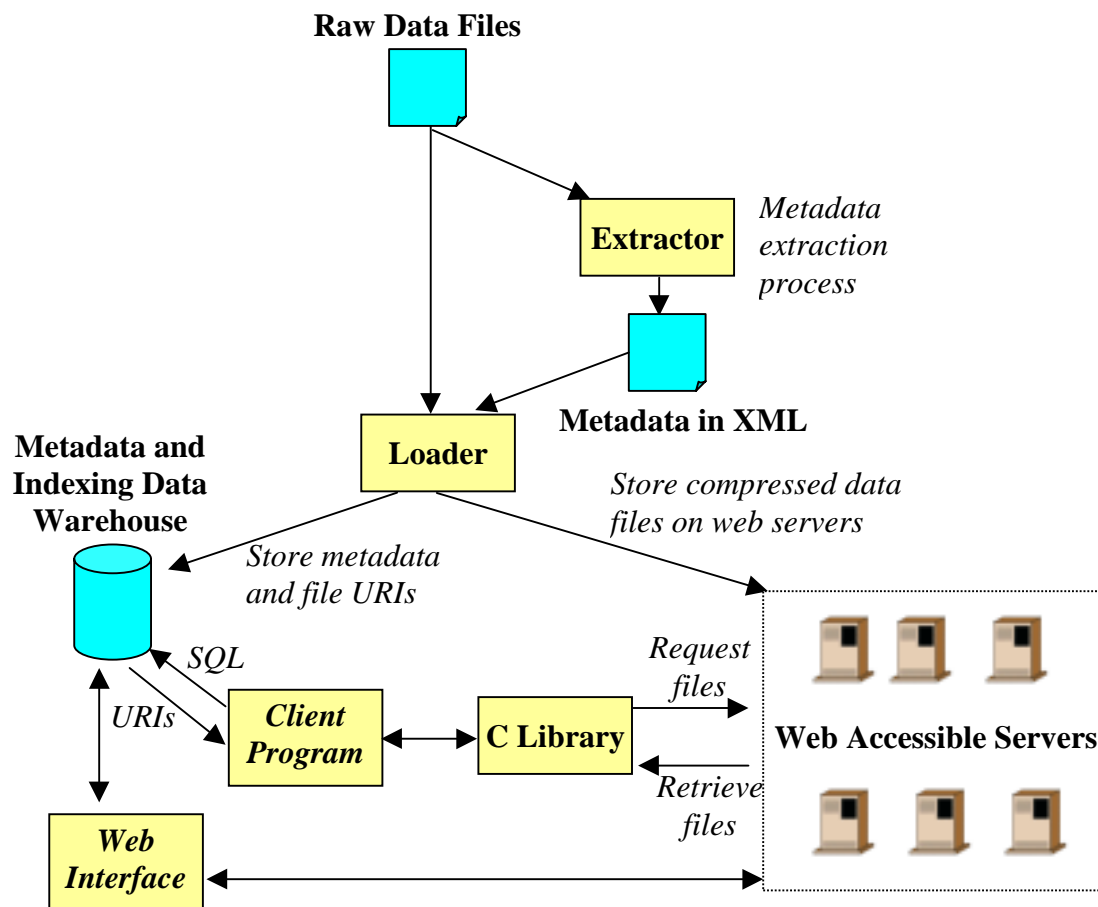 Raw Data Files
Extractor
Metadata
extraction
process
Metadata in XML
Loader
Metadata and
Indexing Data
Warehouse
Store compressed data
files on web servers
Store metadata
and file URIs
SQL
URIs
Client
Program
C Library
Request
files
Retrieve
files
Web Accessible Servers
Web
Interface